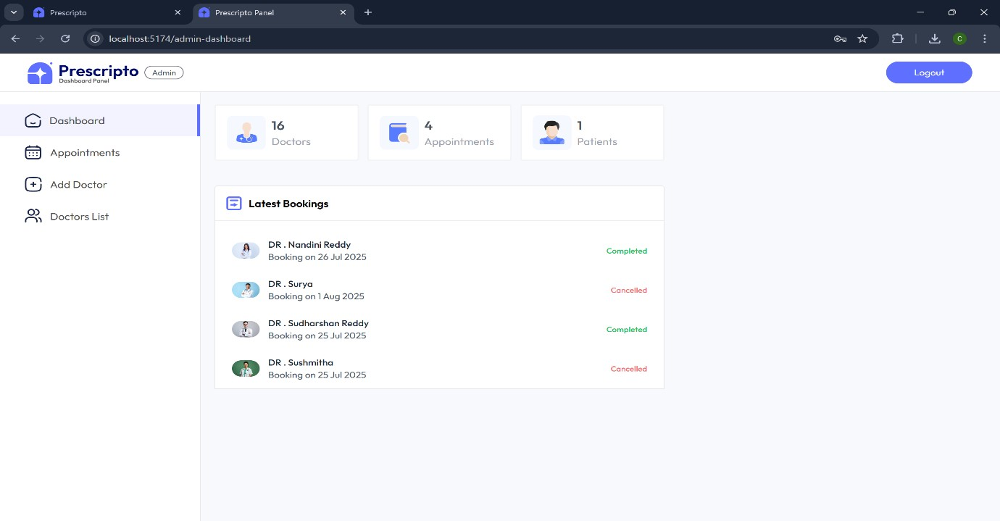 Prescripto
Prescripto Panel
localhost:5174/admin-dashboard
C
Prescripto
Dashboard Panel
Admin
Logout
Dashboard
Appointments
Add Doctor
Doctors List
16
Doctors
4
Appointments
1
Patients
Latest Bookings
DR . Nandini Reddy
Booking on 26 Jul 2025
Completed
DR . Surya
Booking on 1 Aug 2025
Cancelled
DR . Sudharshan Reddy
Booking on 25 Jul 2025
Completed
DR . Sushmitha
Booking on 25 Jul 2025
Cancelled